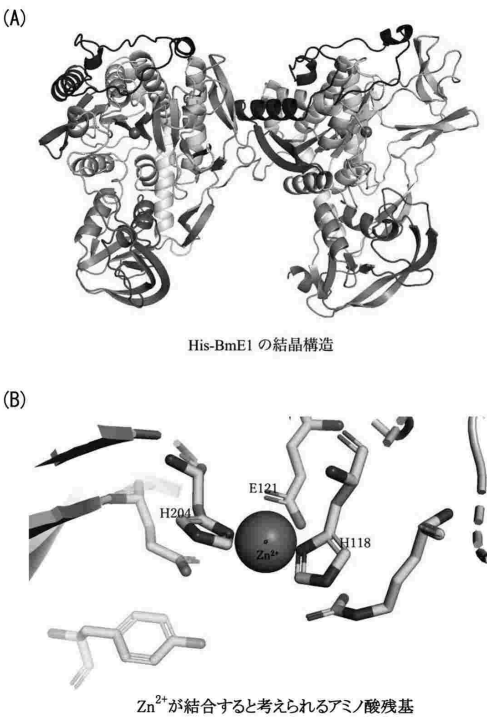 (A)
His-BmE1 の結晶構造
(B)
E121
H204
Zn²⁺
H118
Zn²⁺が結合すると考えられるアミノ酸残基